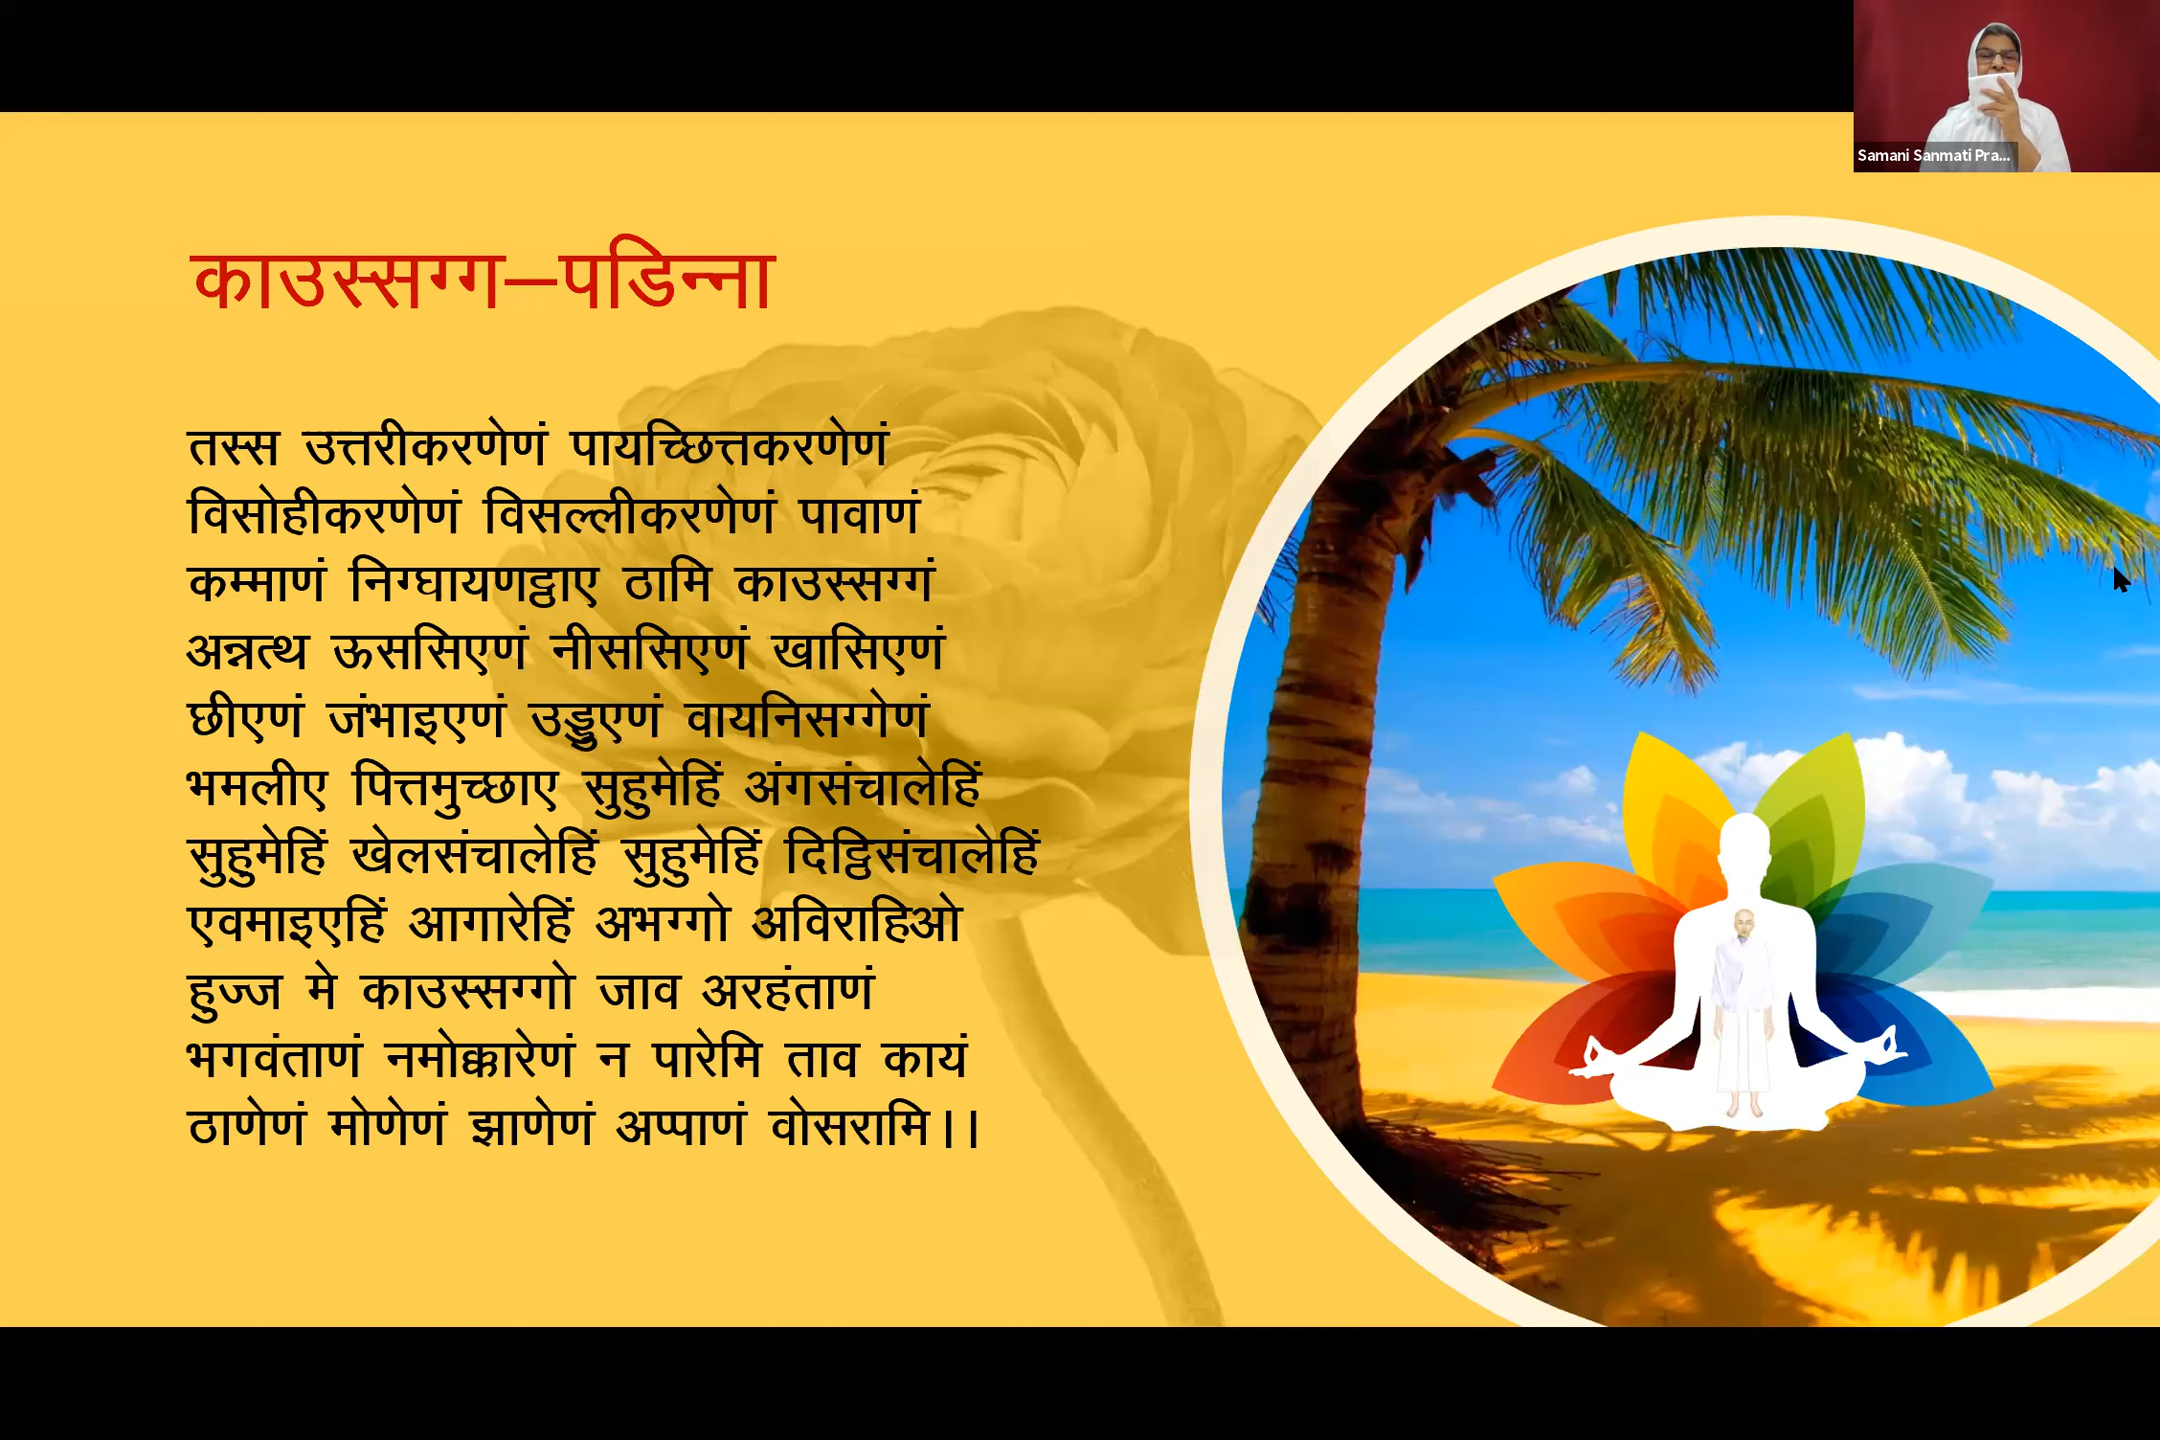 Samani Sanmati Pra...
काउस्सग्ग–पडिन्ना
तस्स उत्तरीकरणेणं पायच्छित्तकरणेणं
विसोहीकरणेणं विसल्लीकरणेणं पावाणं
कम्माणं निग्घायणट्ठाए ठामि काउस्सग्गं
अन्नत्थ ऊससिएणं नीससिएणं खासिएणं
छीएणं जंभाइएणं उड्डुएणं वायनिसग्गेणं
भमलीए पित्तमुच्छाए सुहुमेहिं अंगसंचालेहिं
सुहुमेहिं खेलसंचालेहिं सुहुमेहिं दिट्ठिसंचालेहिं
एवमाइएहिं आगारेहिं अभग्गो अविराहिओ
हुज्ज मे काउस्सग्गो जाव अरहंताणं
भगवंताणं नमोक्कारेणं न पारेमि ताव कायं
ठाणेणं मोणेणं झाणेणं अप्पाणं वोसरामि।।